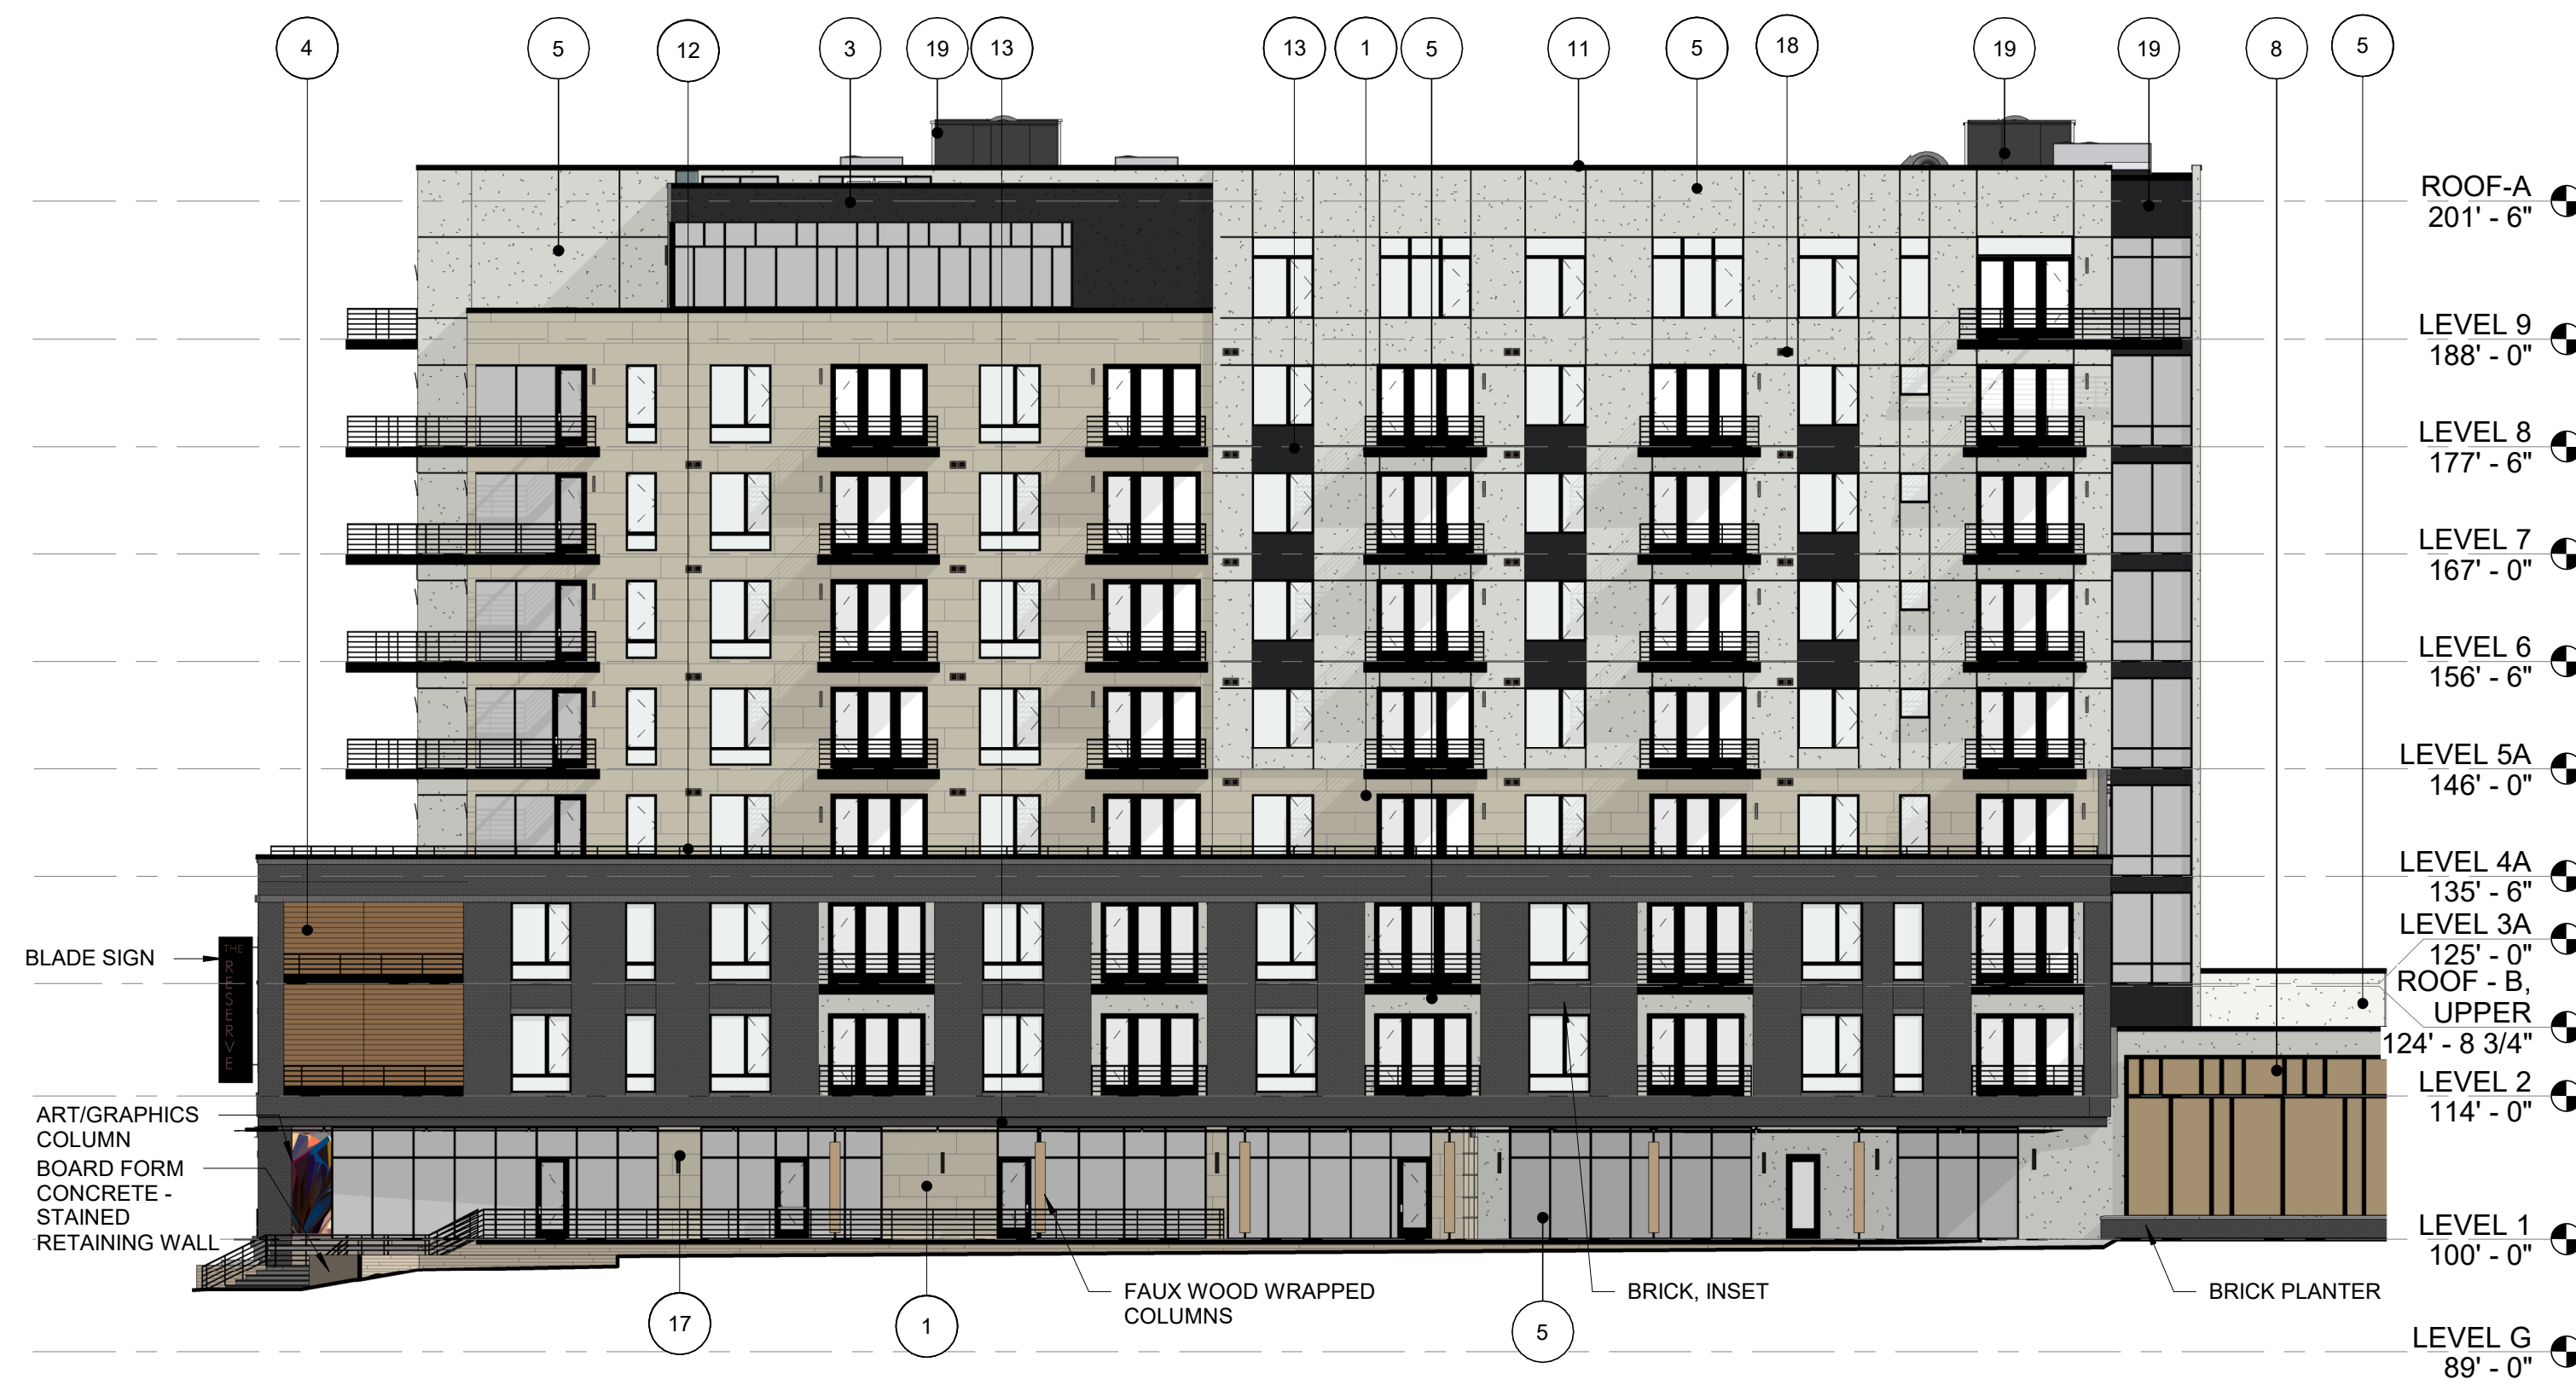 4
5
12
3
19
13
13
1
5
11
5
18
19
19
8
5
ROOF-A
201' - 6"
LEVEL 9
188' - 0"
LEVEL 8
177' - 6"
LEVEL 7
167' - 0"
LEVEL 6
156' - 6"
LEVEL 5A
146' - 0"
LEVEL 4A
135' - 6"
LEVEL 3A
125' - 0"
ROOF - B,
UPPER
124' - 8 3/4"
LEVEL 2
114' - 0"
LEVEL 1
100' - 0"
LEVEL G
89' - 0"
BLADE SIGN
THE
RESERVE
ART/GRAPHICS
COLUMN
BOARD FORM
CONCRETE -
STAINED
RETAINING WALL
FAUX WOOD WRAPPED
COLUMNS
BRICK, INSET
BRICK PLANTER
17
1
5